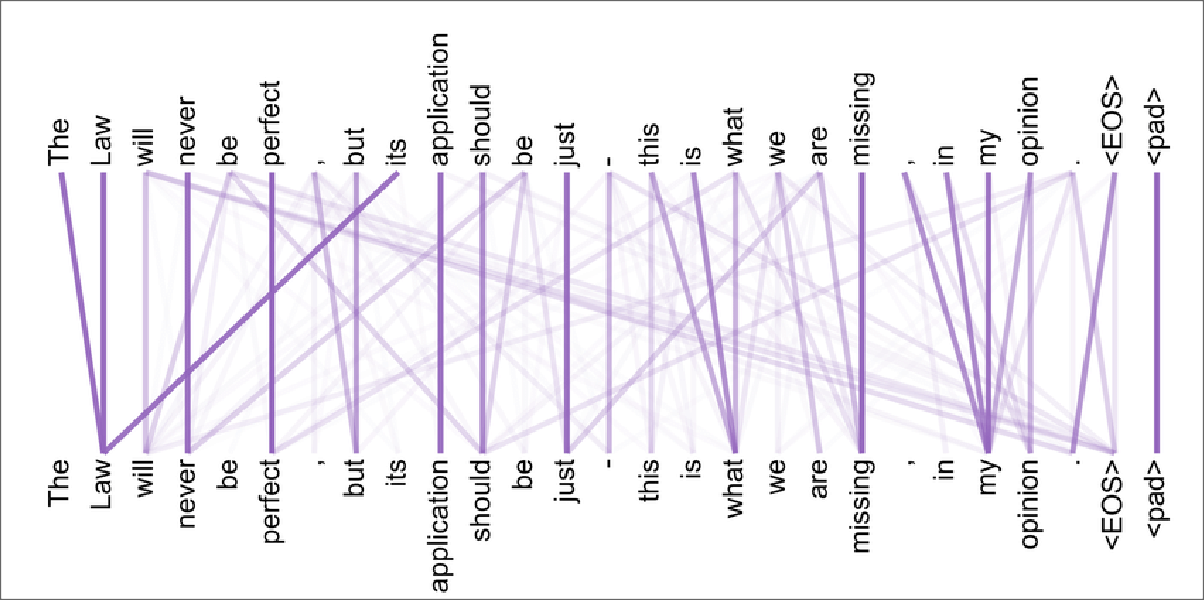 The Law will never be perfect , but its application should be just - this is what we are missing , in my opinion . <EOS> <pad>
The Law will never be perfect , but its application should be just - this is what we are missing , in my opinion . <EOS> <pad>